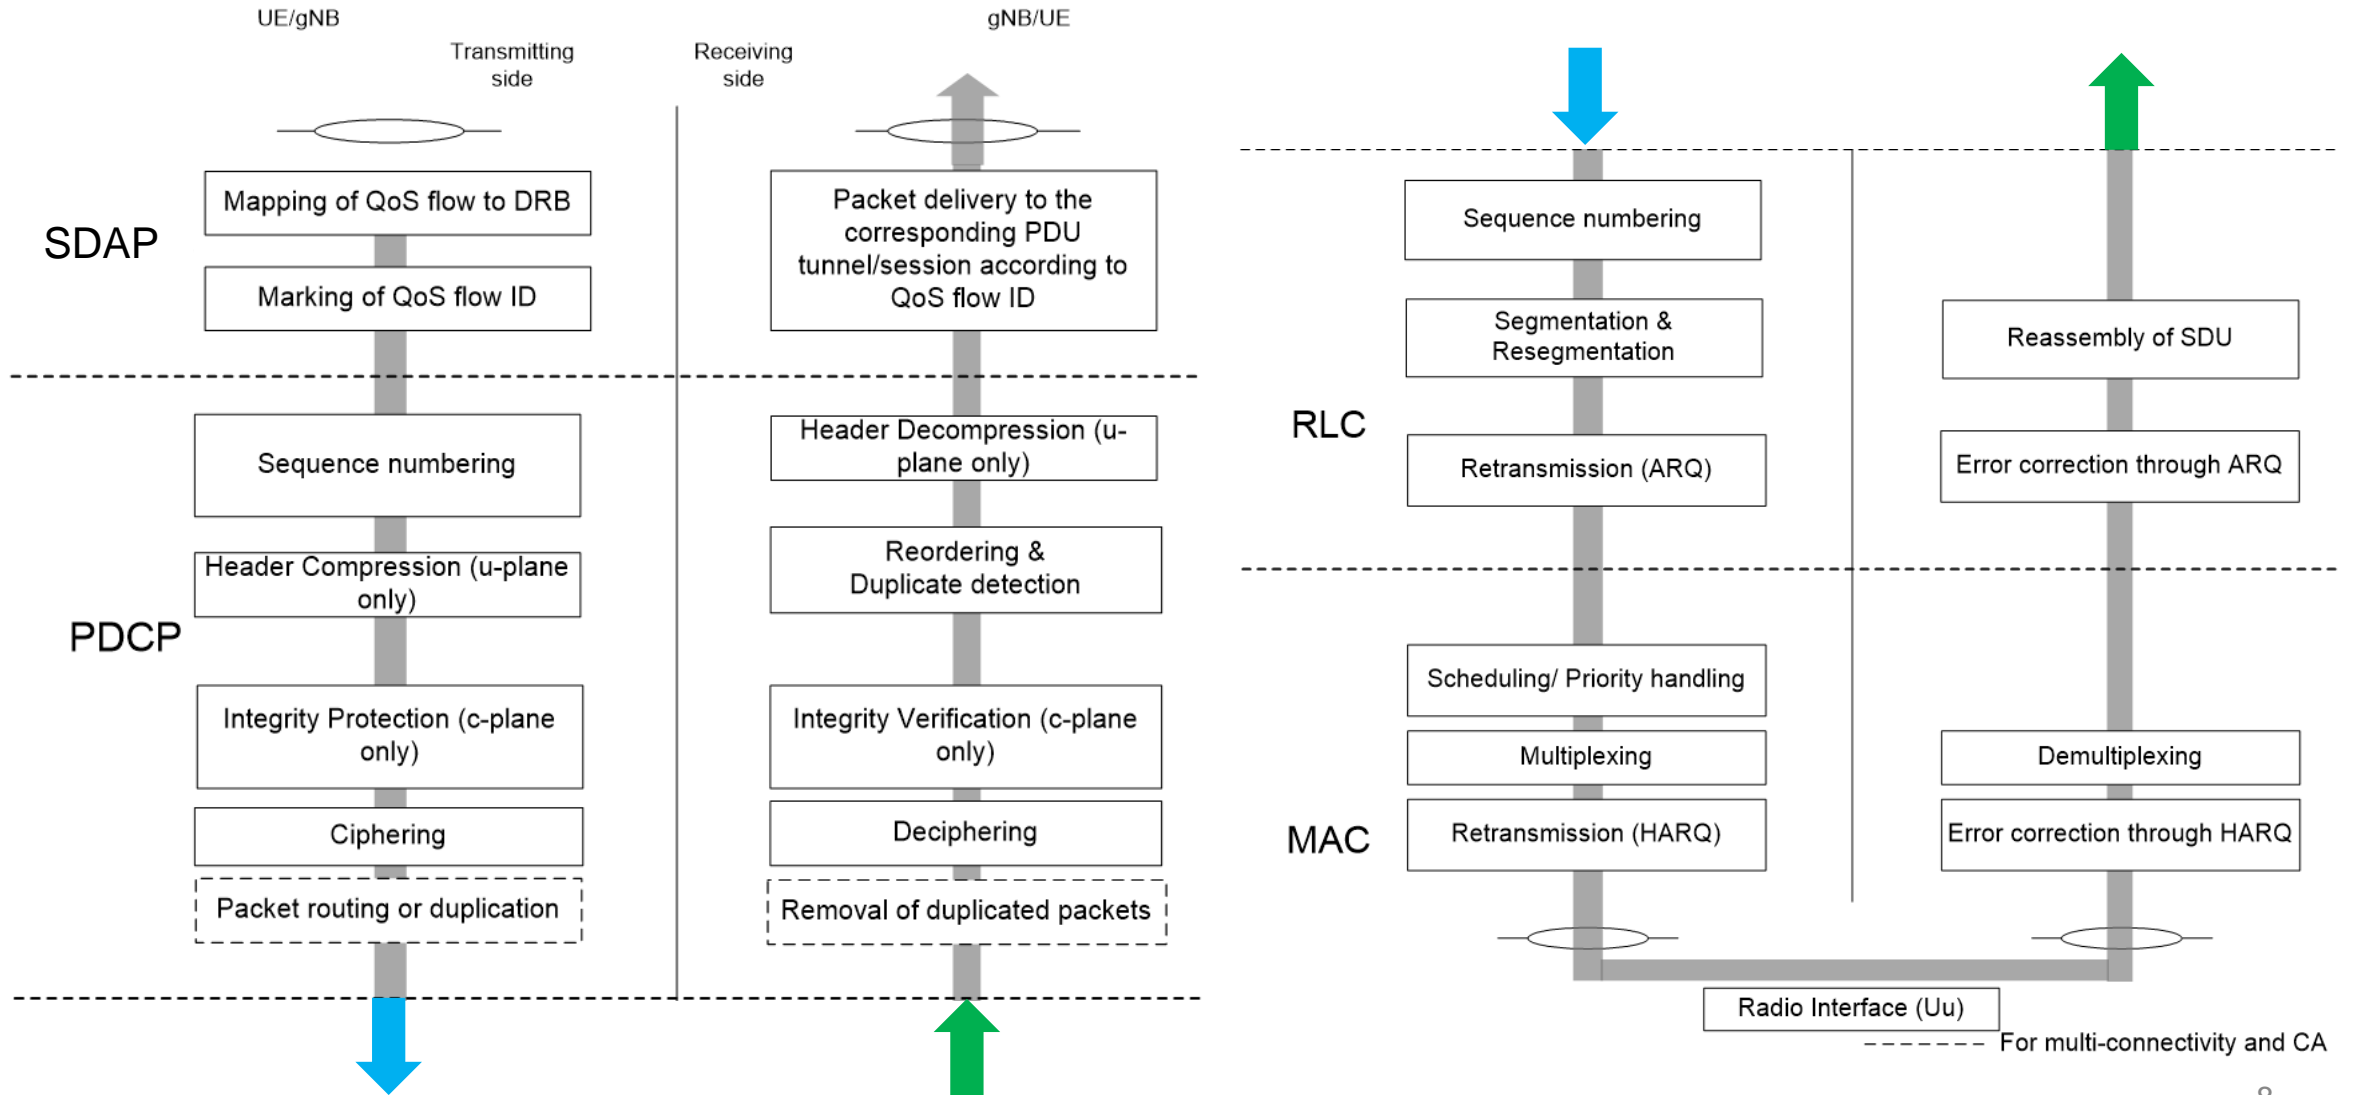 UE/gNB
Transmitting
side
Receiving
side
gNB/UE
SDAP
Mapping of QoS flow to DRB
Marking of QoS flow ID
Packet delivery to the
corresponding PDU
tunnel/session according to
QoS flow ID
PDCP
Sequence numbering
Header Compression (u-plane
only)
Integrity Protection (c-plane
only)
Ciphering
Packet routing or duplication
Header Decompression (u-
plane only)
Reordering &
Duplicate detection
Integrity Verification (c-plane
only)
Deciphering
Removal of duplicated packets
RLC
Sequence numbering
Segmentation &
Resegmentation
Retransmission (ARQ)
Reassembly of SDU
Error correction through ARQ
MAC
Scheduling/ Priority handling
Multiplexing
Retransmission (HARQ)
Demultiplexing
Error correction through HARQ
Radio Interface (Uu)
For multi-connectivity and CA